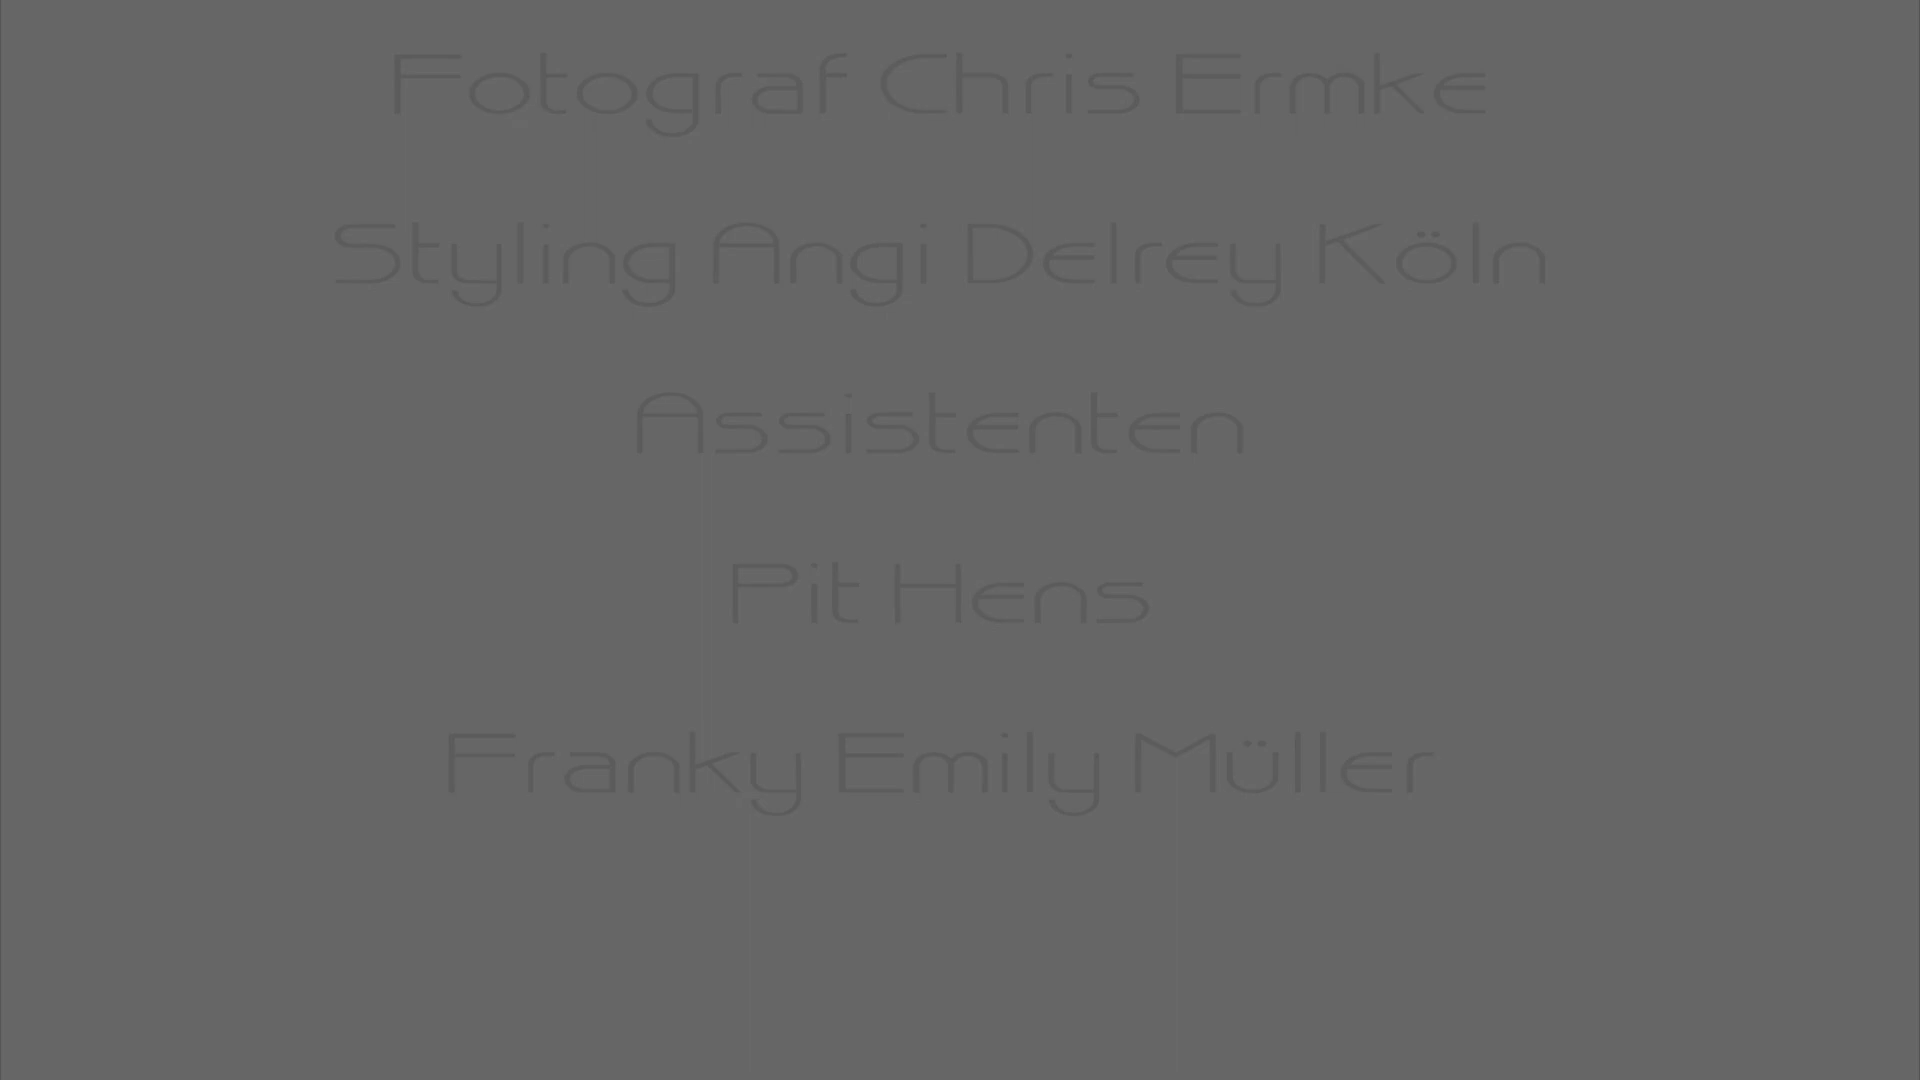 Fotograf Chris Ermke
Styling Angi Delrey Köln
Assistenten
Pit Hens
Franky Emily Müller